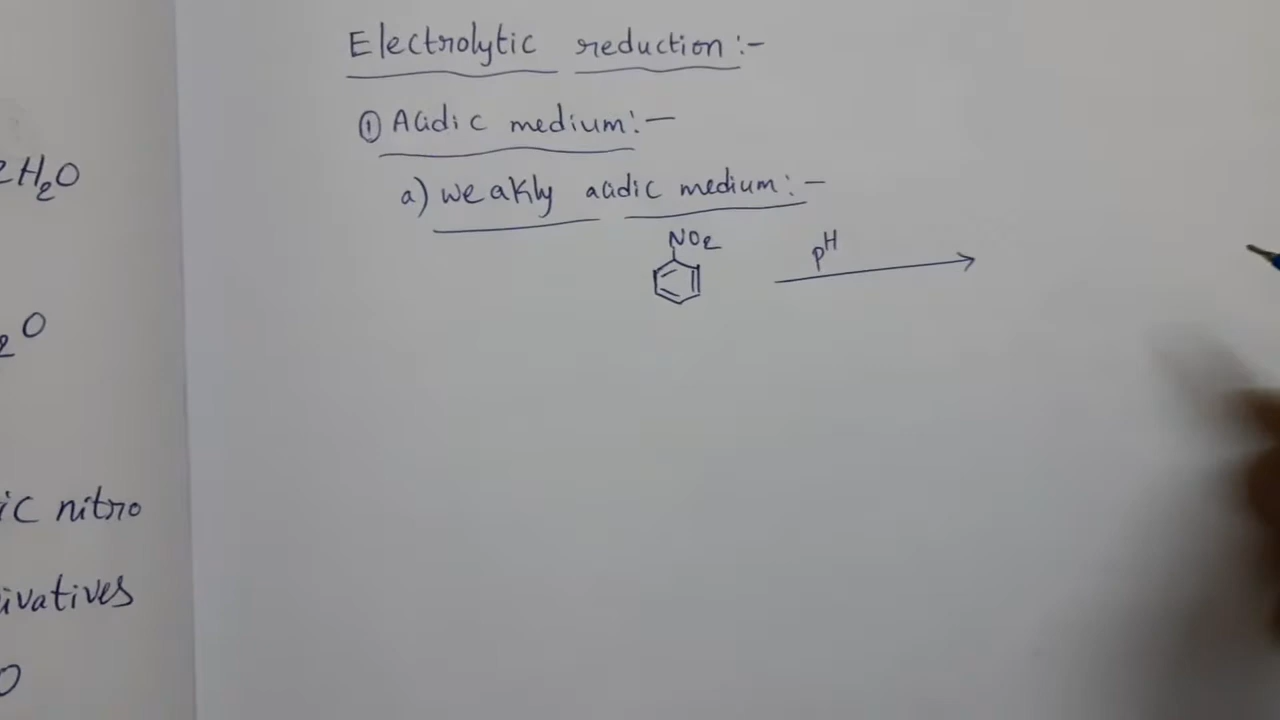 Electrolytic reduction :-
① Acidic medium :-
a) weakly acidic medium :-
NO2
pH
2H2O
2O
ic nitro
ivatives
O